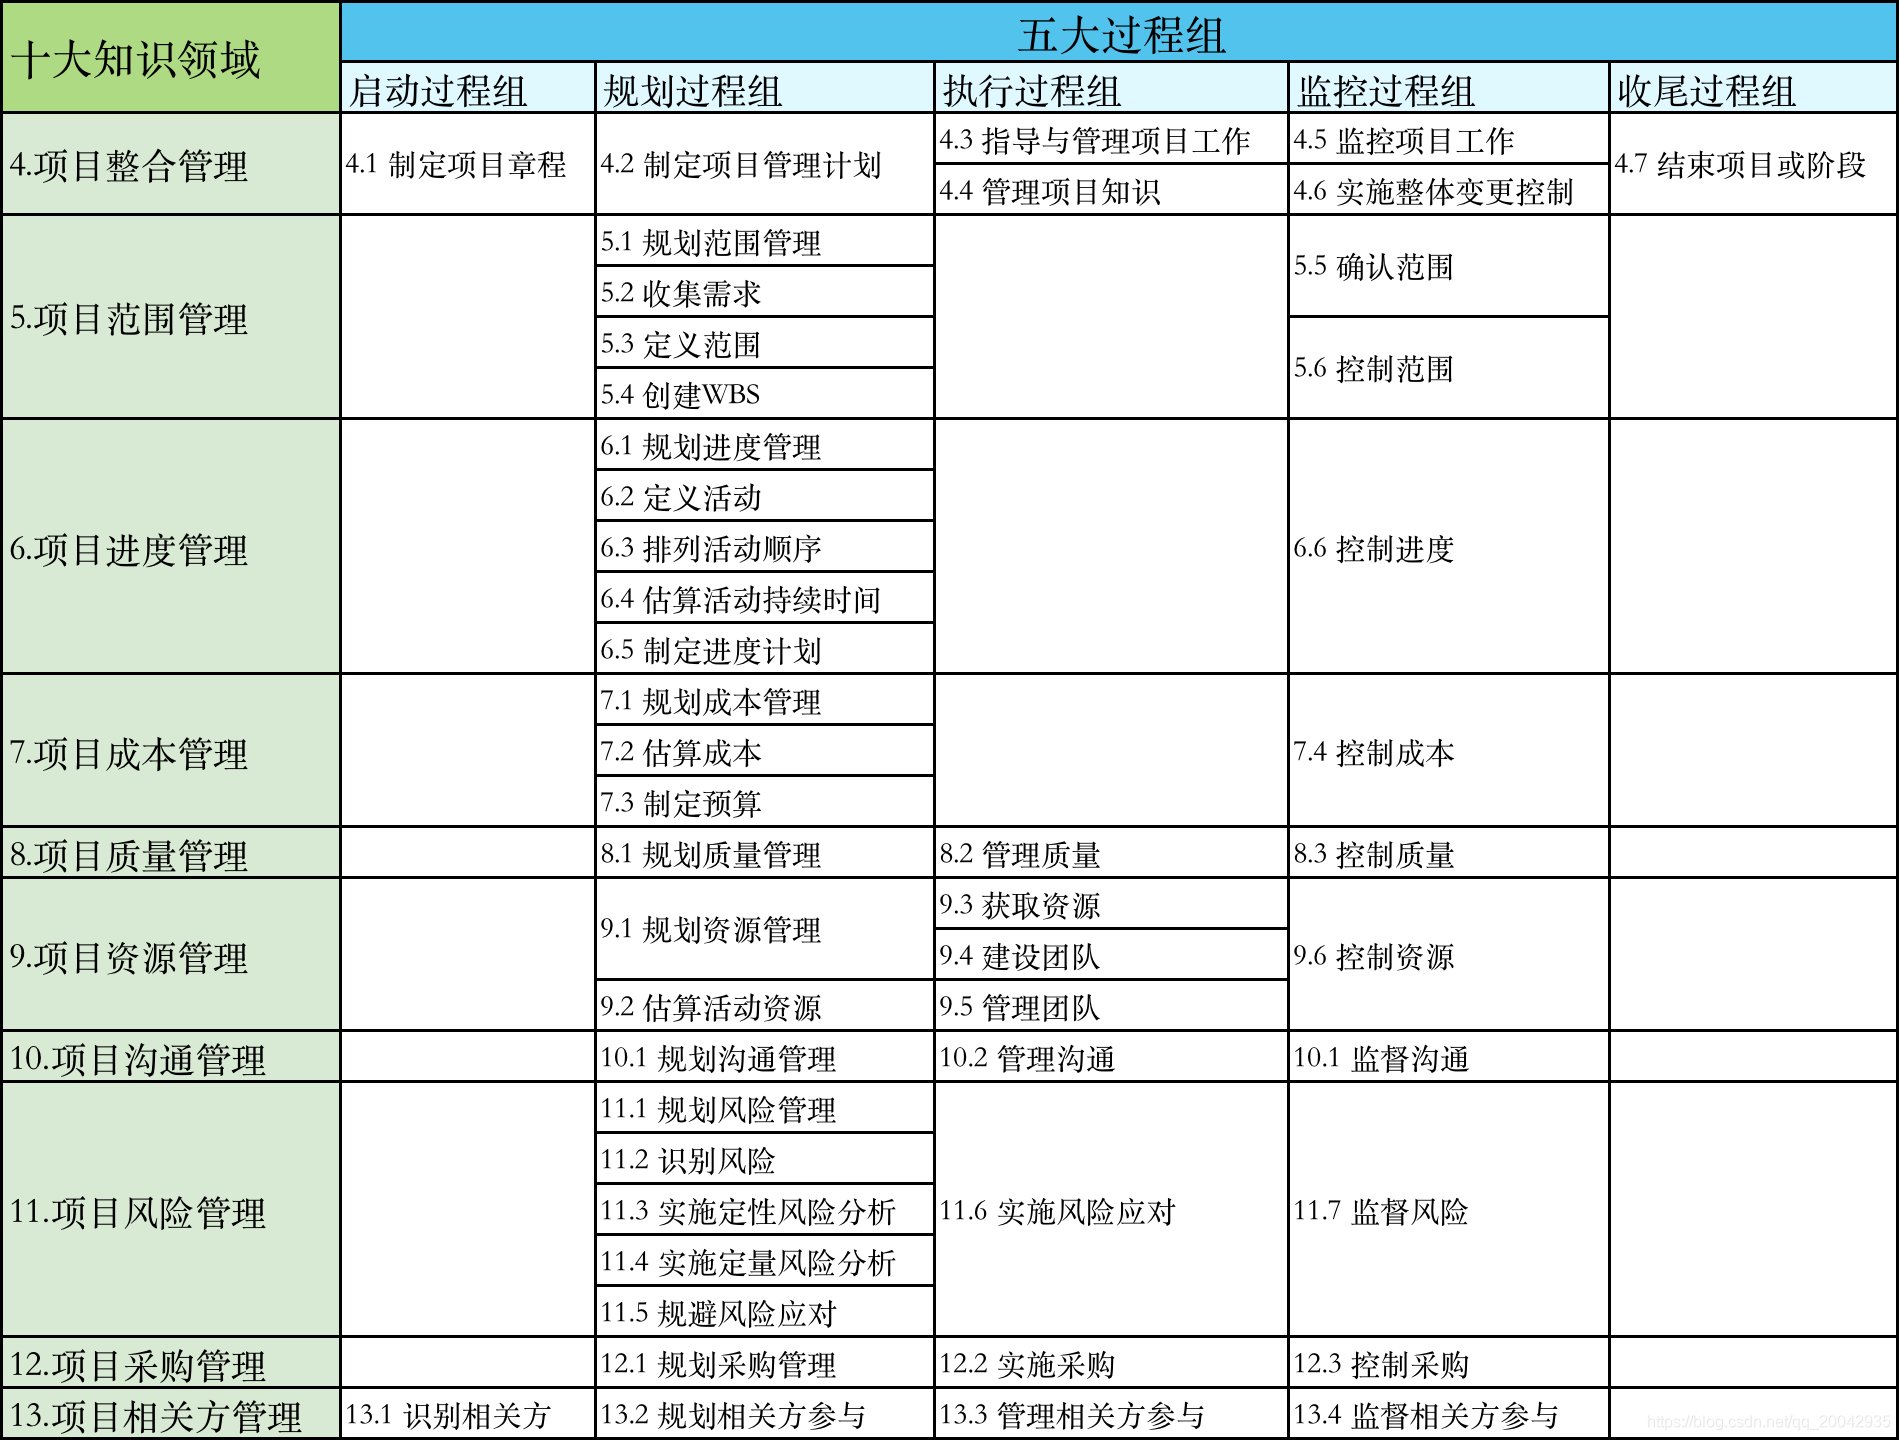 十大知识领域
五大过程组
启动过程组
规划过程组
执行过程组
监控过程组
收尾过程组
4.项目整合管理
4.1 制定项目章程
4.2 制定项目管理计划
4.3 指导与管理项目工作
4.4 管理项目知识
4.5 监控项目工作
4.6 实施整体变更控制
4.7 结束项目或阶段
5.项目范围管理
5.1 规划范围管理
5.2 收集需求
5.3 定义范围
5.4 创建WBS
5.5 确认范围
5.6 控制范围
6.项目进度管理
6.1 规划进度管理
6.2 定义活动
6.3 排列活动顺序
6.4 估算活动持续时间
6.5 制定进度计划
6.6 控制进度
7.项目成本管理
7.1 规划成本管理
7.2 估算成本
7.3 制定预算
7.4 控制成本
8.项目质量管理
8.1 规划质量管理
8.2 管理质量
8.3 控制质量
9.项目资源管理
9.1 规划资源管理
9.2 估算活动资源
9.3 获取资源
9.4 建设团队
9.5 管理团队
9.6 控制资源
10.项目沟通管理
10.1 规划沟通管理
10.2 管理沟通
10.1 监督沟通
11.项目风险管理
11.1 规划风险管理
11.2 识别风险
11.3 实施定性风险分析
11.4 实施定量风险分析
11.5 规避风险应对
11.6 实施风险应对
11.7 监督风险
12.项目采购管理
12.1 规划采购管理
12.2 实施采购
12.3 控制采购
13.项目相关方管理
13.1 识别相关方
13.2 规划相关方参与
13.3 管理相关方参与
13.4 监督相关方参与
https://blog.csdn.net/qq_20042935